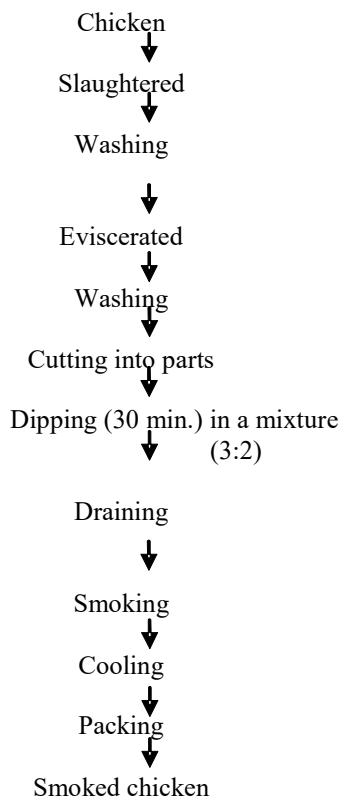 Chicken
Slaughtered
Washing
Eviscerated
Washing
Cutting into parts
Dipping (30 min.) in a mixture
(3:2)
Draining
Smoking
Cooling
Packing
Smoked chicken